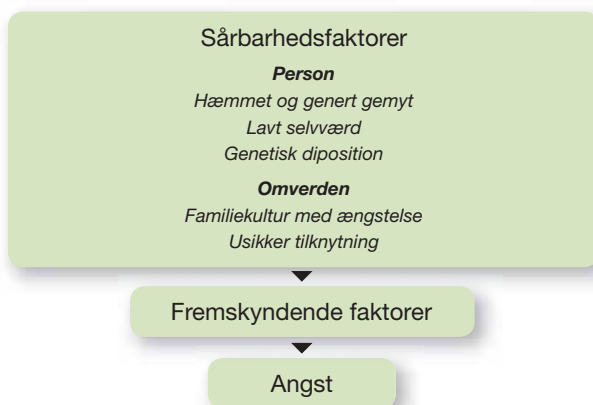 Sårbarhedsfaktorer
Person
Hæmmet og genert gemyt
Lavt selvværd
Genetisk diposition
Omverden
Familiekultur med ængstelse
Usikker tilknytning
Fremskyndende faktorer
Angst